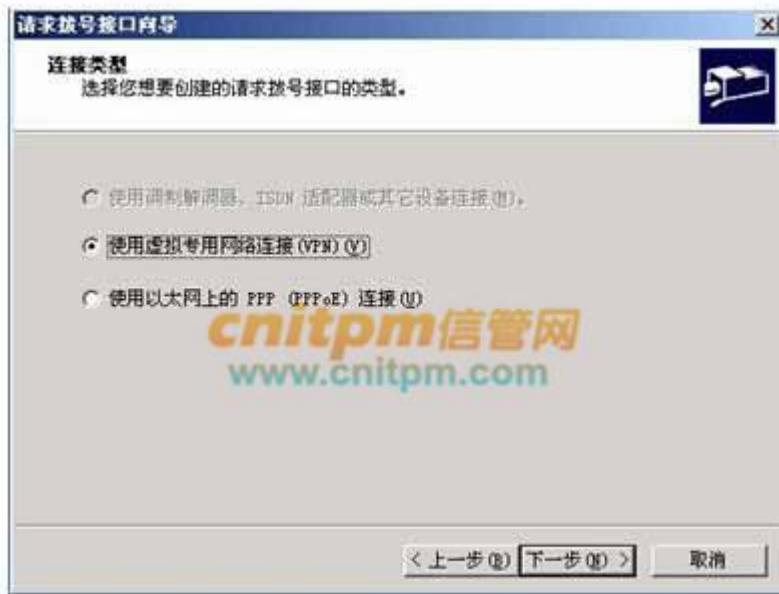 请求拨号接口向导
连接类型
选择您想要创建的请求拨号接口的类型。
使用调制解调器、ISDN 适配器或其它设备连接(M)。
使用虚拟专用网络连接(VPN)(V)
使用以太网上的 PPP (PPPoE) 连接(U)
cnitpm信管网
www.cnitpm.com
< 上一步(B) 下一步(N) > 取消